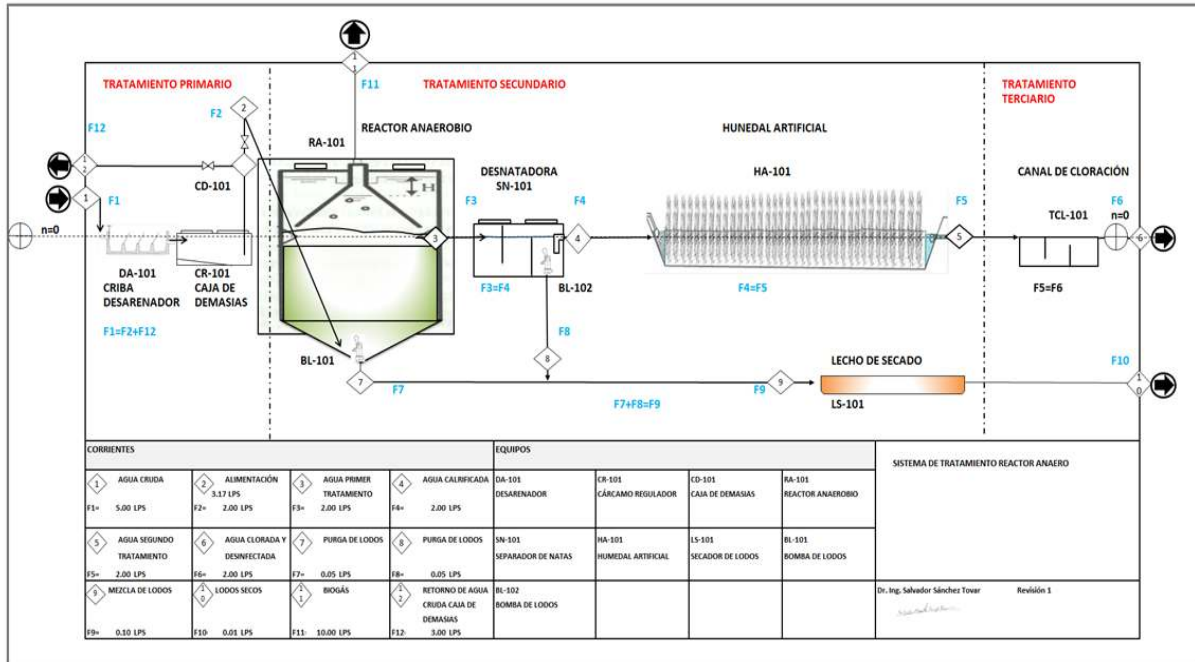 TRATAMIENTO PRIMARIO
TRATAMIENTO SECUNDARIO
TRATAMIENTO
TERCIARIO
11
F11
2
F2
F12
REACTOR ANAEROBIO
HUNEDAL ARTIFICIAL
RA-101
12
CD-101
H
DESNATADORA
SN-101
HA-101
CANAL DE CLORACIÓN
1
F1
F3
F4
F5
TCL-101
F6
n=0
n=0
3
4
5
6
DA-101
CRIBA
DESARENADOR
CR-101
CAJA DE
DEMASIAS
F3=F4
BL-102
F4=F5
F5=F6
F1=F2+F12
F8
BL-101
8
LECHO DE SECADO
F10
7
F7
9
F9
10
F7+F8=F9
LS-101
CORRIENTES
EQUIPOS
SISTEMA DE TRATAMIENTO REACTOR ANAERO
1 AGUA CRUDA
F1= 5.00 LPS
2 ALIMENTACIÓN
3.17 LPS
F2= 2.00 LPS
3 AGUA PRIMER
TRATAMIENTO
F3= 2.00 LPS
4 AGUA CALRIFICADA
F4= 2.00 LPS
DA-101
DESARENADOR
CR-101
CÁRCAMO REGULADOR
CD-101
CAJA DE DEMASIAS
RA-101
REACTOR ANAEROBIO
5 AGUA SEGUNDO
TRATAMIENTO
F5= 2.00 LPS
6 AGUA CLORADA Y
DESINFECTADA
F6= 2.00 LPS
7 PURGA DE LODOS
F7= 0.05 LPS
8 PURGA DE LODOS
F8= 0.05 LPS
SN-101
SEPARADOR DE NATAS
HA-101
HUMEDAL ARTIFICIAL
LS-101
SECADOR DE LODOS
BL-101
BOMBA DE LODOS
9 MEZCLA DE LODOS
F9= 0.10 LPS
10 LODOS SECOS
F10 0.01 LPS
11 BIOGÁS
F11 10.00 LPS
12 RETORNO DE AGUA
CRUDA CAJA DE
DEMASIAS
F12 3.00 LPS
BL-102
BOMBA DE LODOS
Dr. Ing. Salvador Sánchez Tovar
Revisión 1